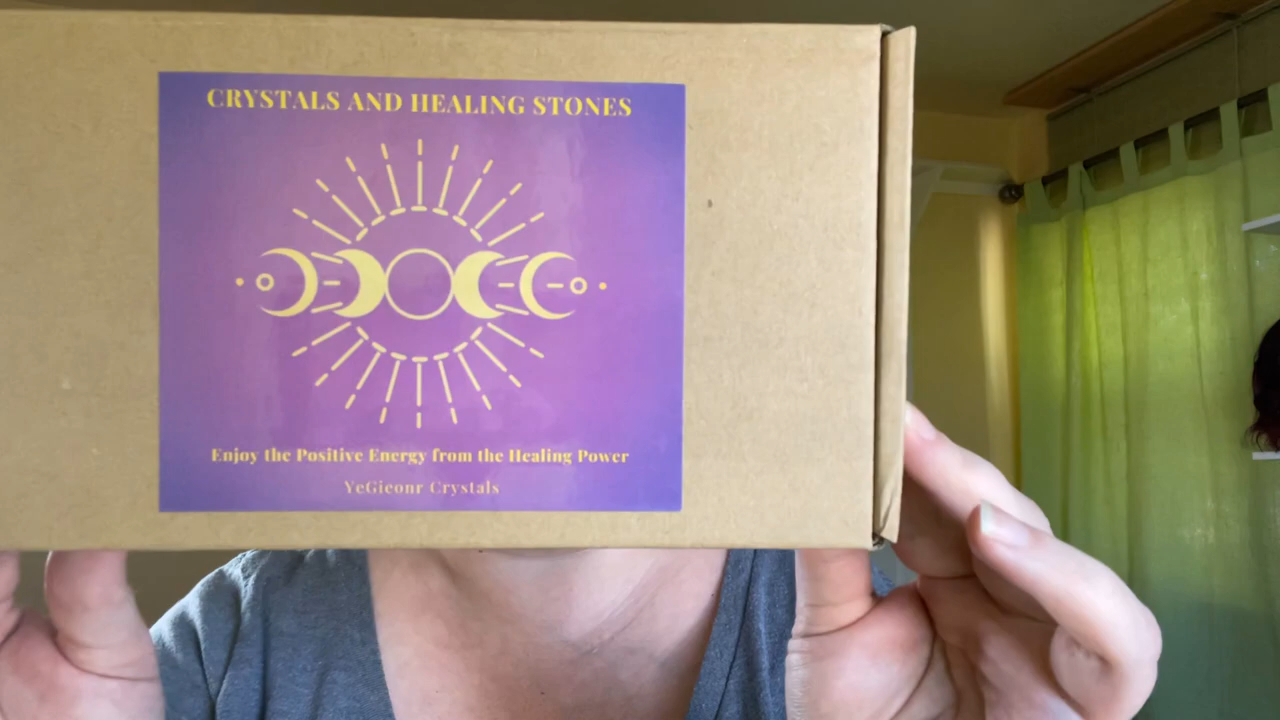 CRYSTALS AND HEALING STONES
Enjoy the Positive Energy from the Healing Power
YeGieonr Crystals